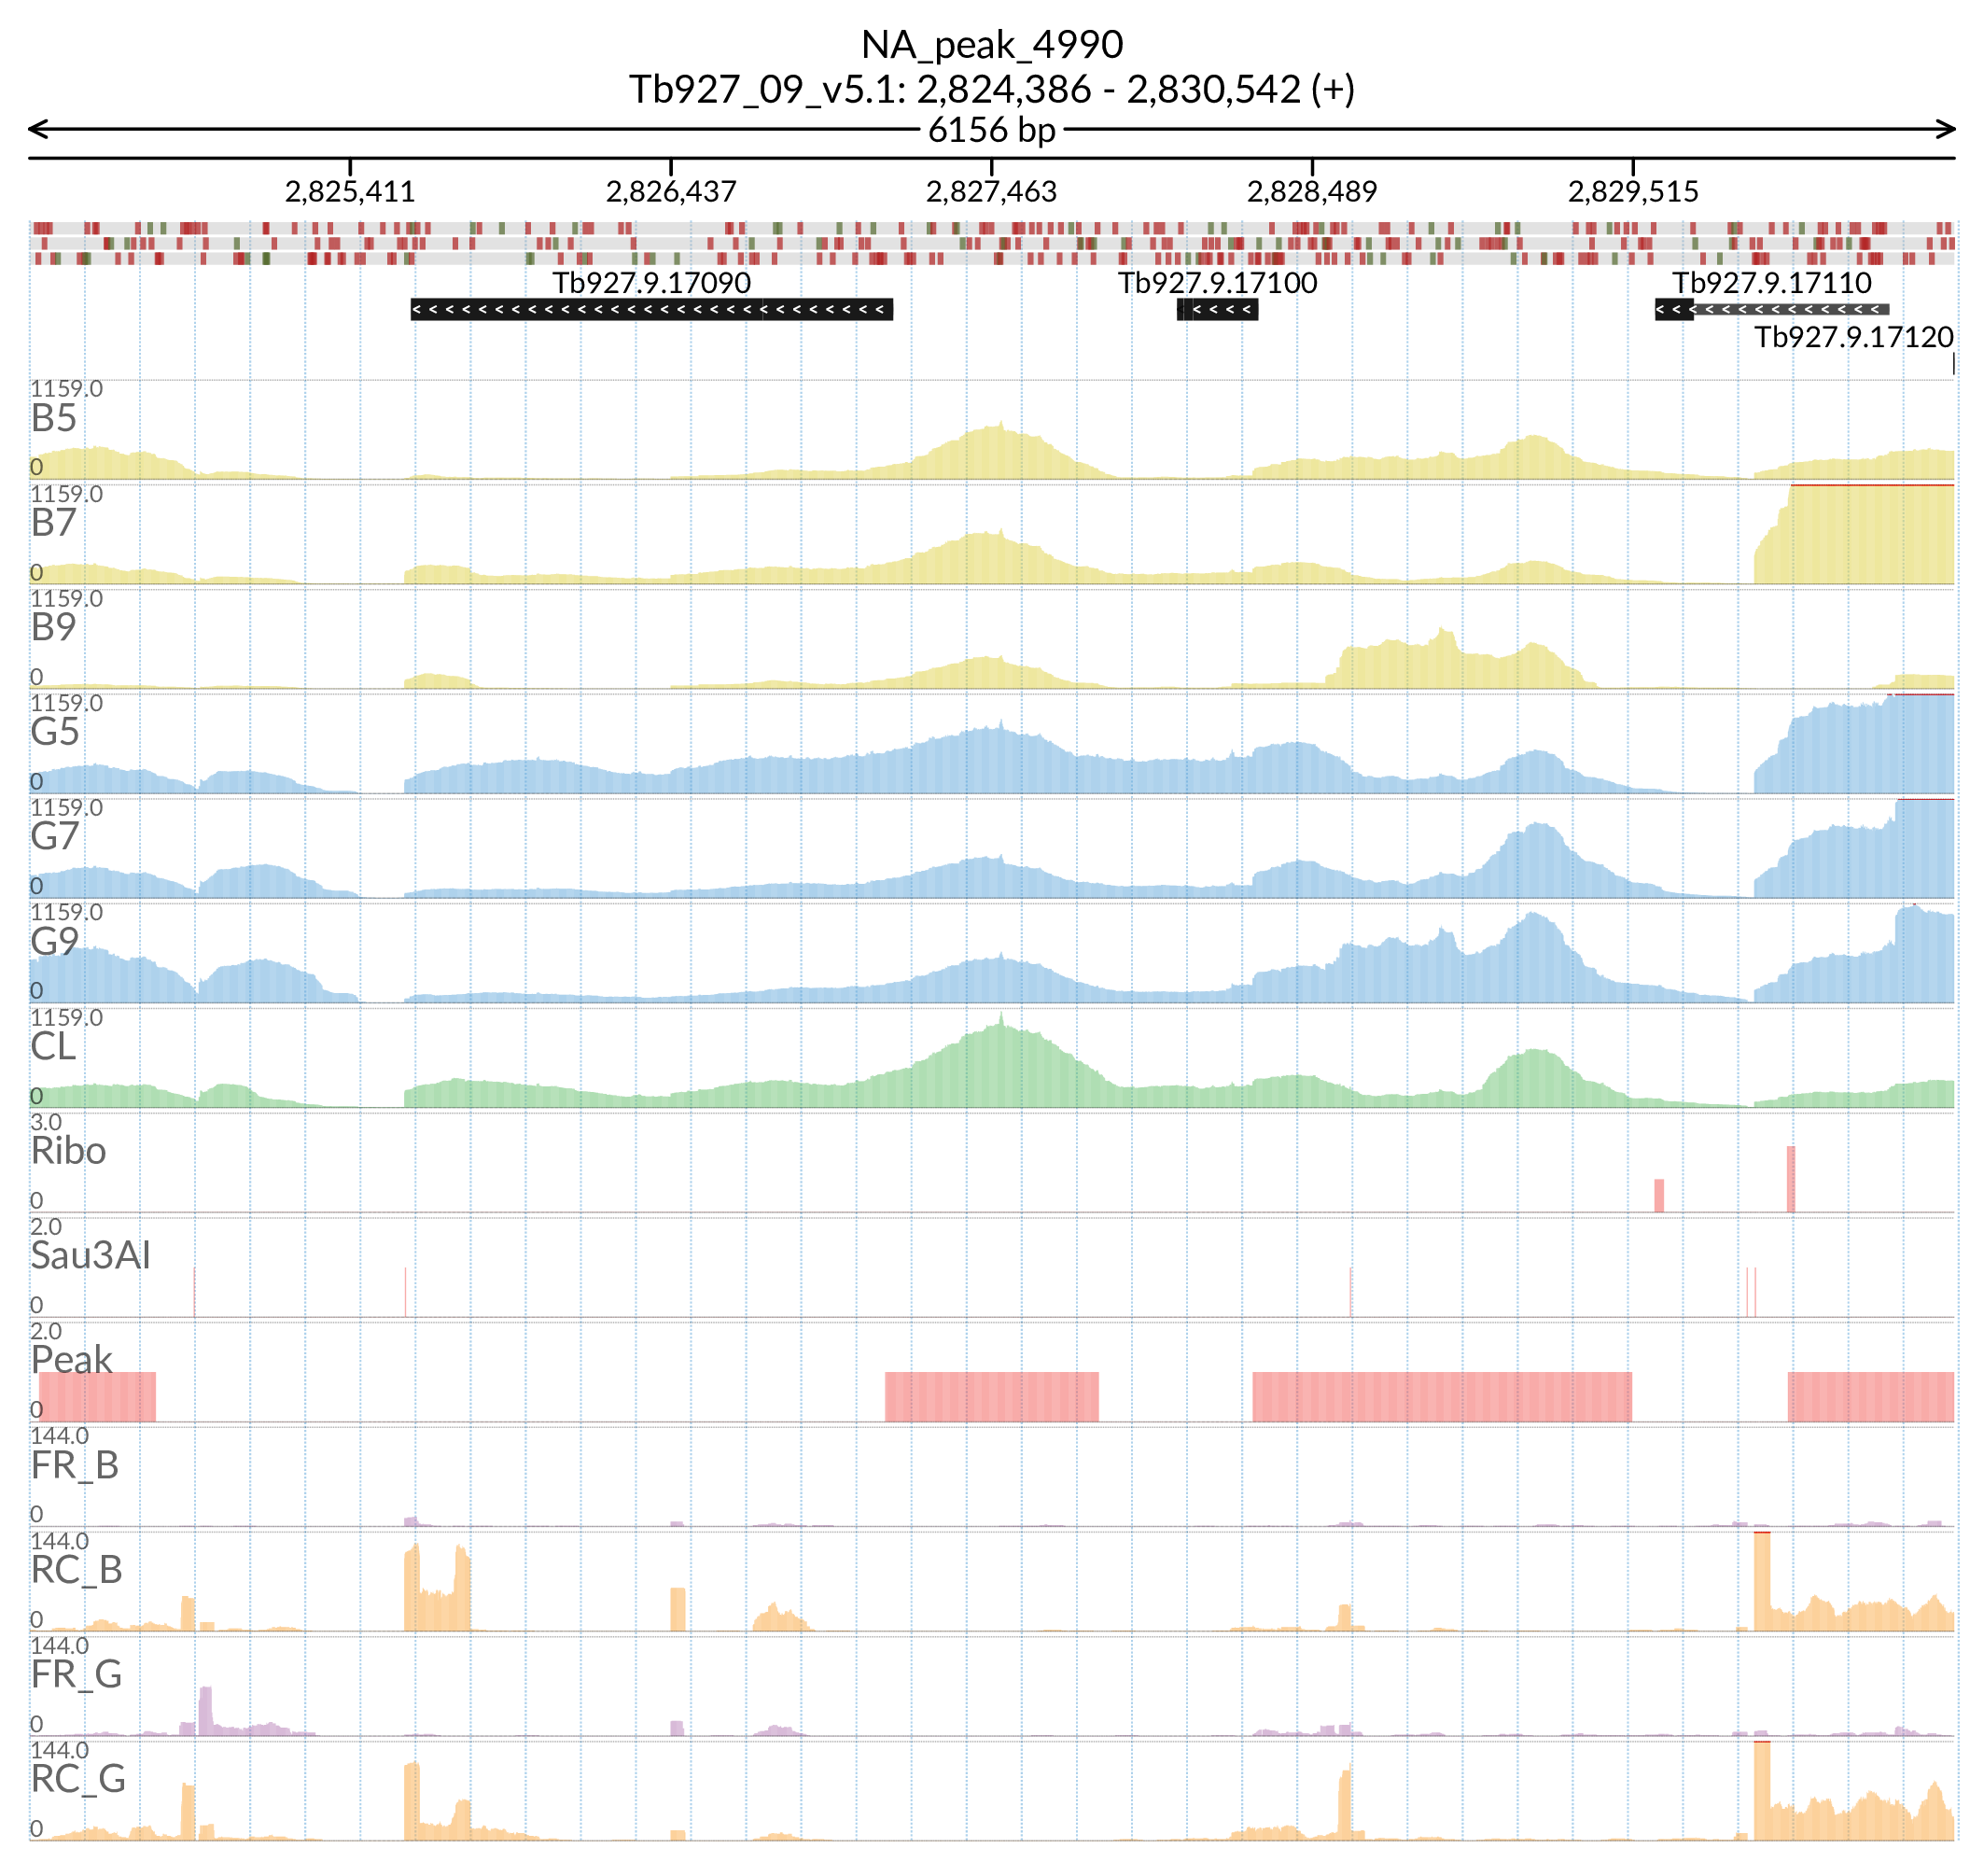 NA_peak_4990
Tb927_09_v5.1: 2,824,386 - 2,830,542 (+)
6156 bp
2,825,411 2,826,437 2,827,463 2,828,489 2,829,515
Tb927.9.17090 Tb927.9.17100 Tb927.9.17110
Tb927.9.17120
1159.0
B5
0
1159.0
B7
0
1159.0
B9
0
1159.0
G5
0
1159.0
G7
0
1159.0
G9
0
1159.0
CL
0
3.0
Ribo
0
2.0
Sau3AI
0
2.0
Peak
0
144.0
FR_B
0
144.0
RC_B
0
144.0
FR_G
0
144.0
RC_G
0